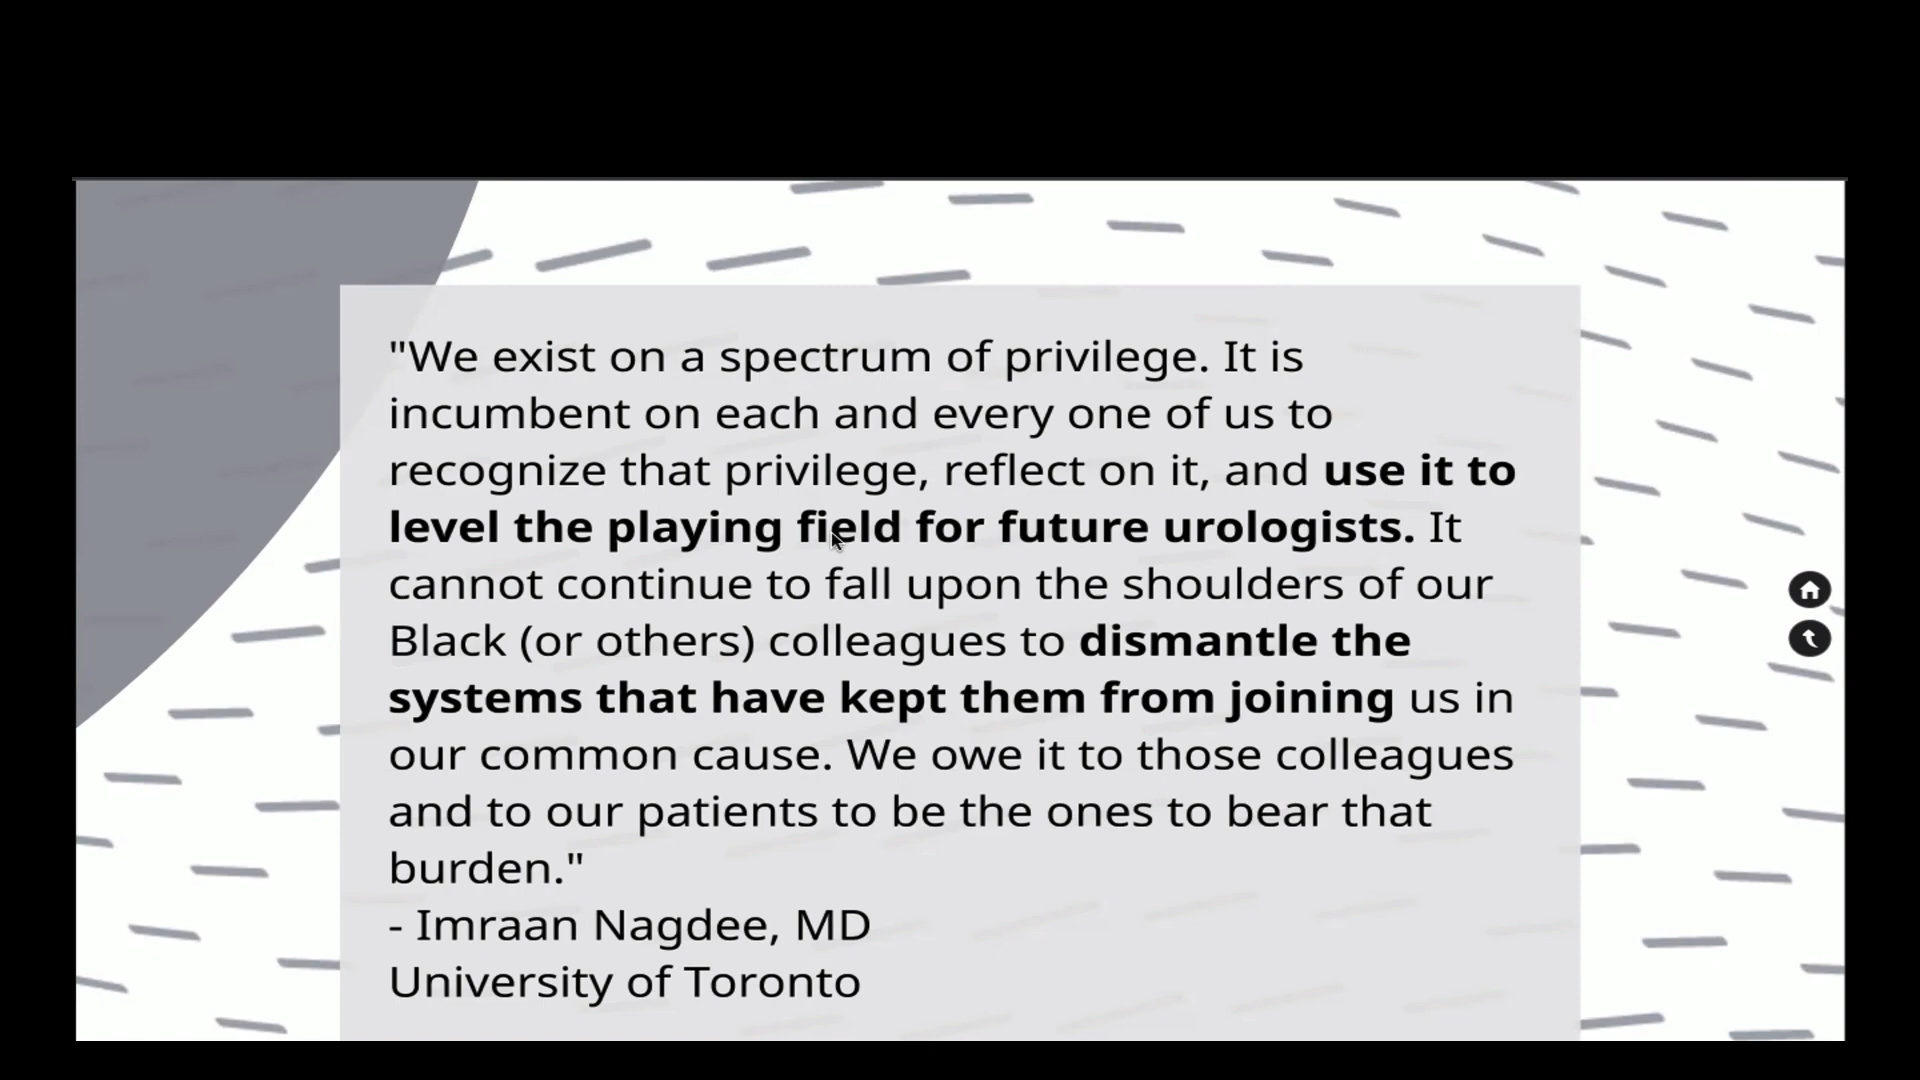 "We exist on a spectrum of privilege. It is
incumbent on each and every one of us to
recognize that privilege, reflect on it, and use it to
level the playing field for future urologists. It
cannot continue to fall upon the shoulders of our
Black (or others) colleagues to dismantle the
systems that have kept them from joining us in
our common cause. We owe it to those colleagues
and to our patients to be the ones to bear that
burden."
- Imraan Nagdee, MD
University of Toronto